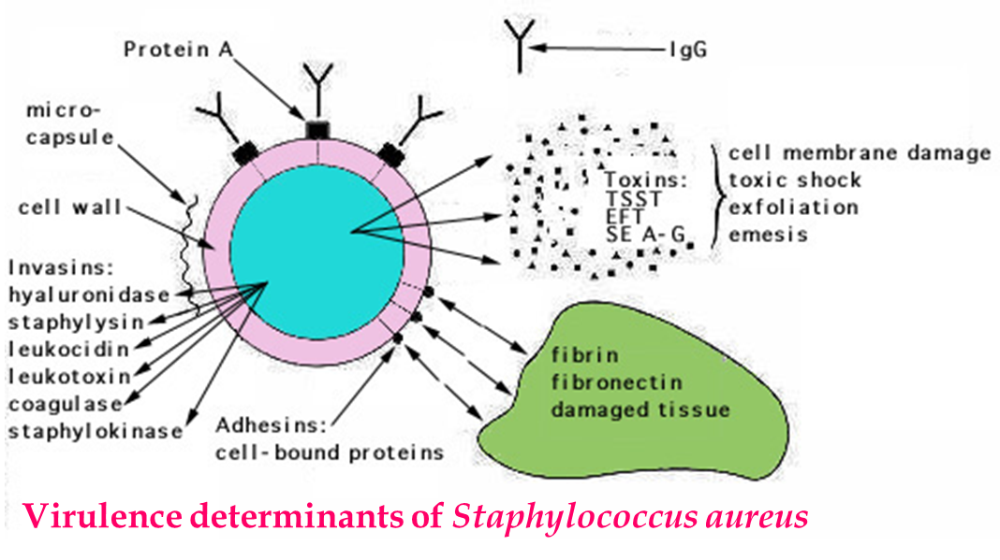 Protein A
IgG
micro-
capsule
cell wall
Invasins:
hyaluronidase
staphylysin
leukocidin
leukotoxin
coagulase
staphylokinase
Adhesins:
cell-bound proteins
Toxins:
TSST
EFT
SE A-G
cell membrane damage
toxic shock
exfoliation
emesis
fibrin
fibronectin
damaged tissue
Virulence determinants of Staphylococcus aureus